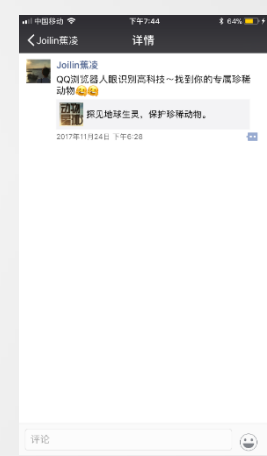 中国移动 下午7:44 64%
Joilin蕉凌 详情
Joilin蕉凌
QQ浏览器人眼识别高科技～找到你的专属珍稀
动物
探见地球生灵，保护珍稀动物。
2017年11月24日 下午6:28
评论